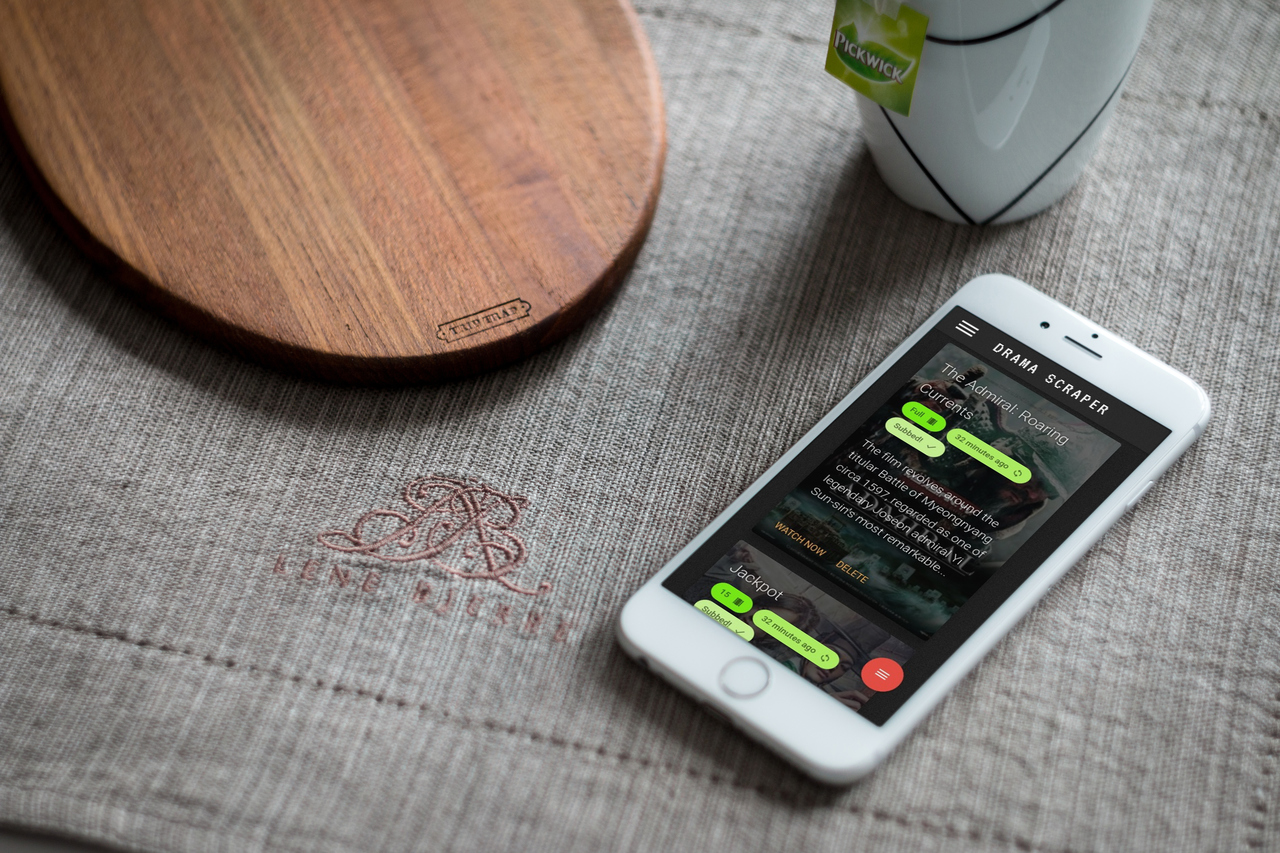 PICKWICK
DRAMA SCRAPER
The Admiral: Roaring
Currents
Full
Subbed!
32 minutes ago
The film revolves around the
titular Battle of Myeongnyang
circa 1597, regarded as one of
legendary Joseon admiral Yi
Sun-sin's most remarkable...
WATCH NOW
DELETE
Jackpot
15
Subbed!
32 minutes ago
LENE BJERRE